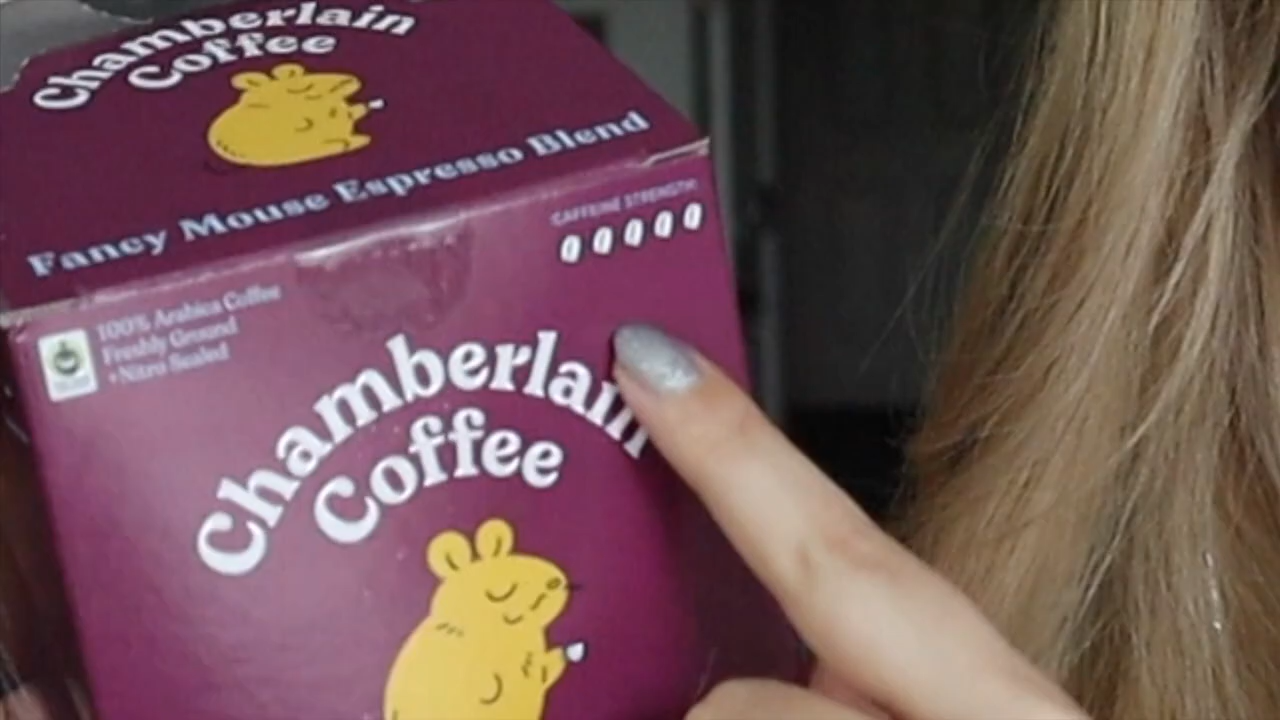 Chamberlain
Coffee
Fancy Mouse Espresso Blend
CAFFEINE STRENGTH:
100% Arabica Coffee
Freshly Ground
+Nitro Sealed
Chamberlain
Coffee